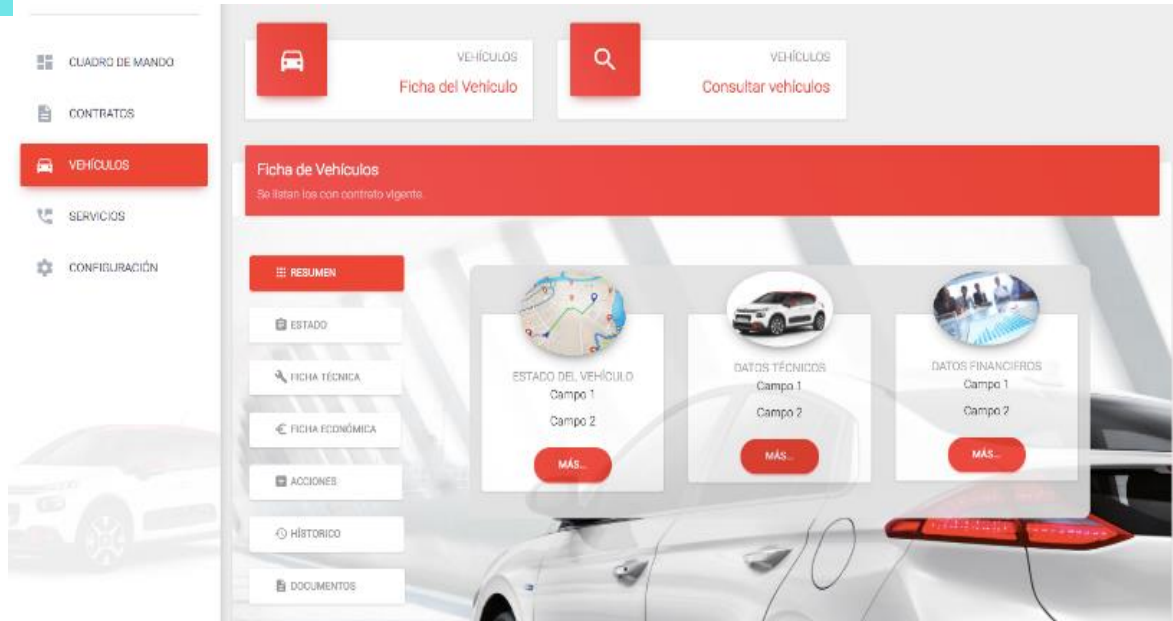 CUADRO DE MANDO
CONTRATOS
VEHÍCULOS
SERVICIOS
CONFIGURACIÓN
VEHÍCULOS
Ficha del Vehículo
VEHÍCULOS
Consultar vehículos
Ficha de Vehículos
Se listan los con contrato vigente.
RESUMEN
ESTADO
FICHA TÉCNICA
FICHA ECONÓMICA
ACCIONES
HÍSTORICO
DOCUMENTOS
ESTADO DEL VEHÍCULO
Campo 1
Campo 2
MÁS...
DATOS TÉCNICOS
Campo 1
Campo 2
MÁS...
DATOS FINANCIEROS
Campo 1
Campo 2
MÁS...